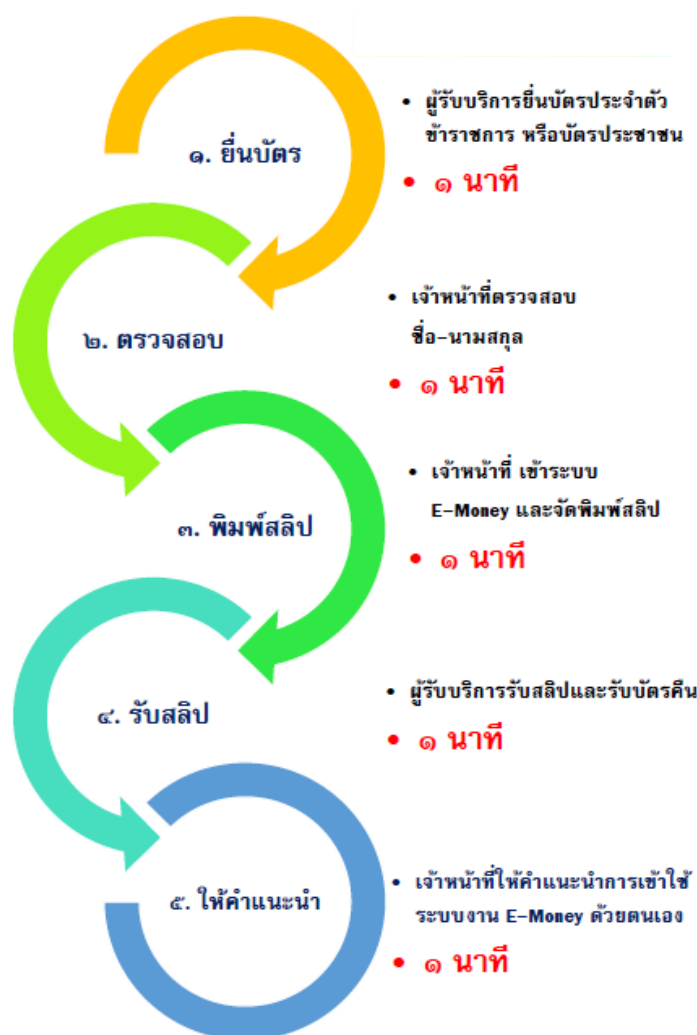 ๑. ยื่นบัตร
• ผู้รับบริการยื่นบัตรประจำตัว
ข้าราชการ หรือบัตรประชาชน
• ๑ นาที
๒. ตรวจสอบ
• เจ้าหน้าที่ตรวจสอบ
ชื่อ-นามสกุล
• ๑ นาที
๓. พิมพ์สลิป
• เจ้าหน้าที่ เข้าระบบ
E-Money และจัดพิมพ์สลิป
• ๑ นาที
๔. รับสลิป
• ผู้รับบริการรับสลิปและรับบัตรคืน
• ๑ นาที
๕. ให้คำแนะนำ
• เจ้าหน้าที่ให้คำแนะนำการเข้าใช้
ระบบงาน E-Money ด้วยตนเอง
• ๑ นาที